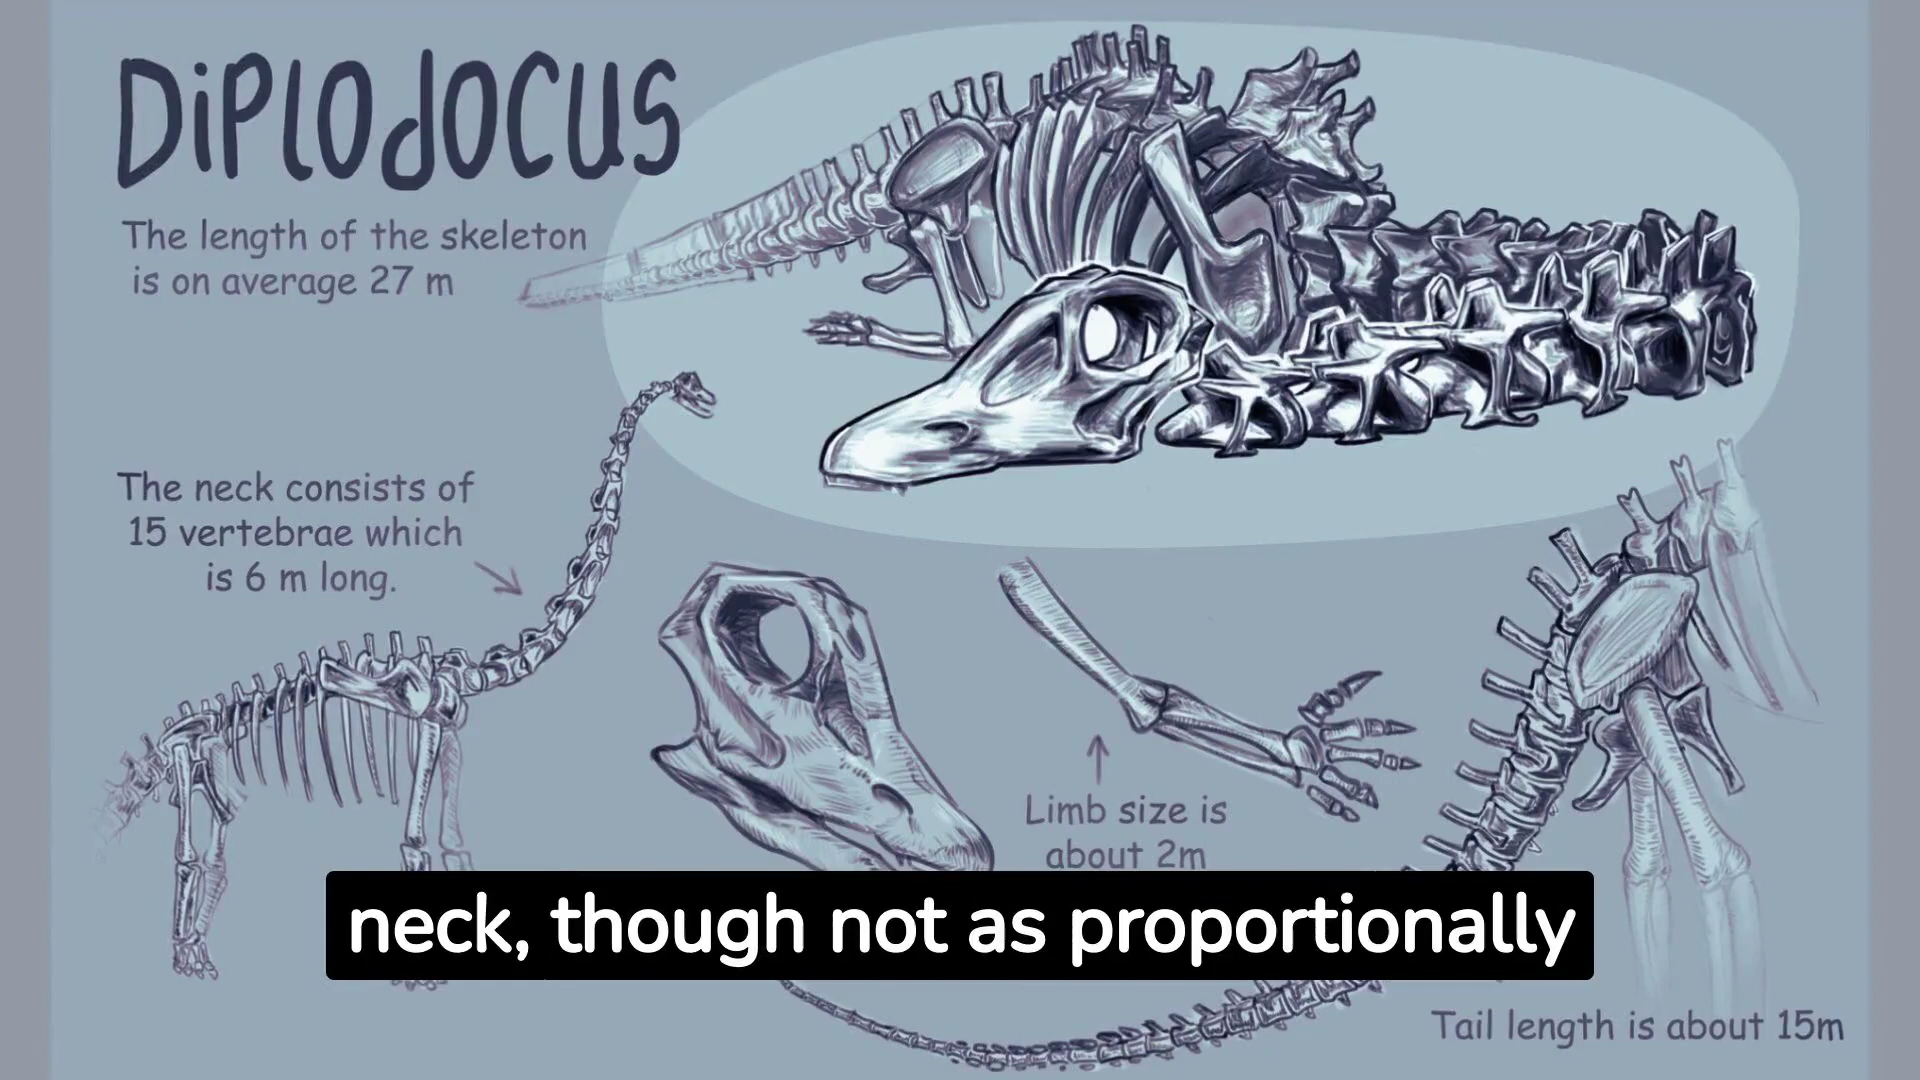 DiPLOdOCUS
The length of the skeleton
is on average 27 m
The neck consists of
15 vertebrae which
is 6 m long.
Limb size is
about 2m
neck, though not as proportionally
Tail length is about 15m